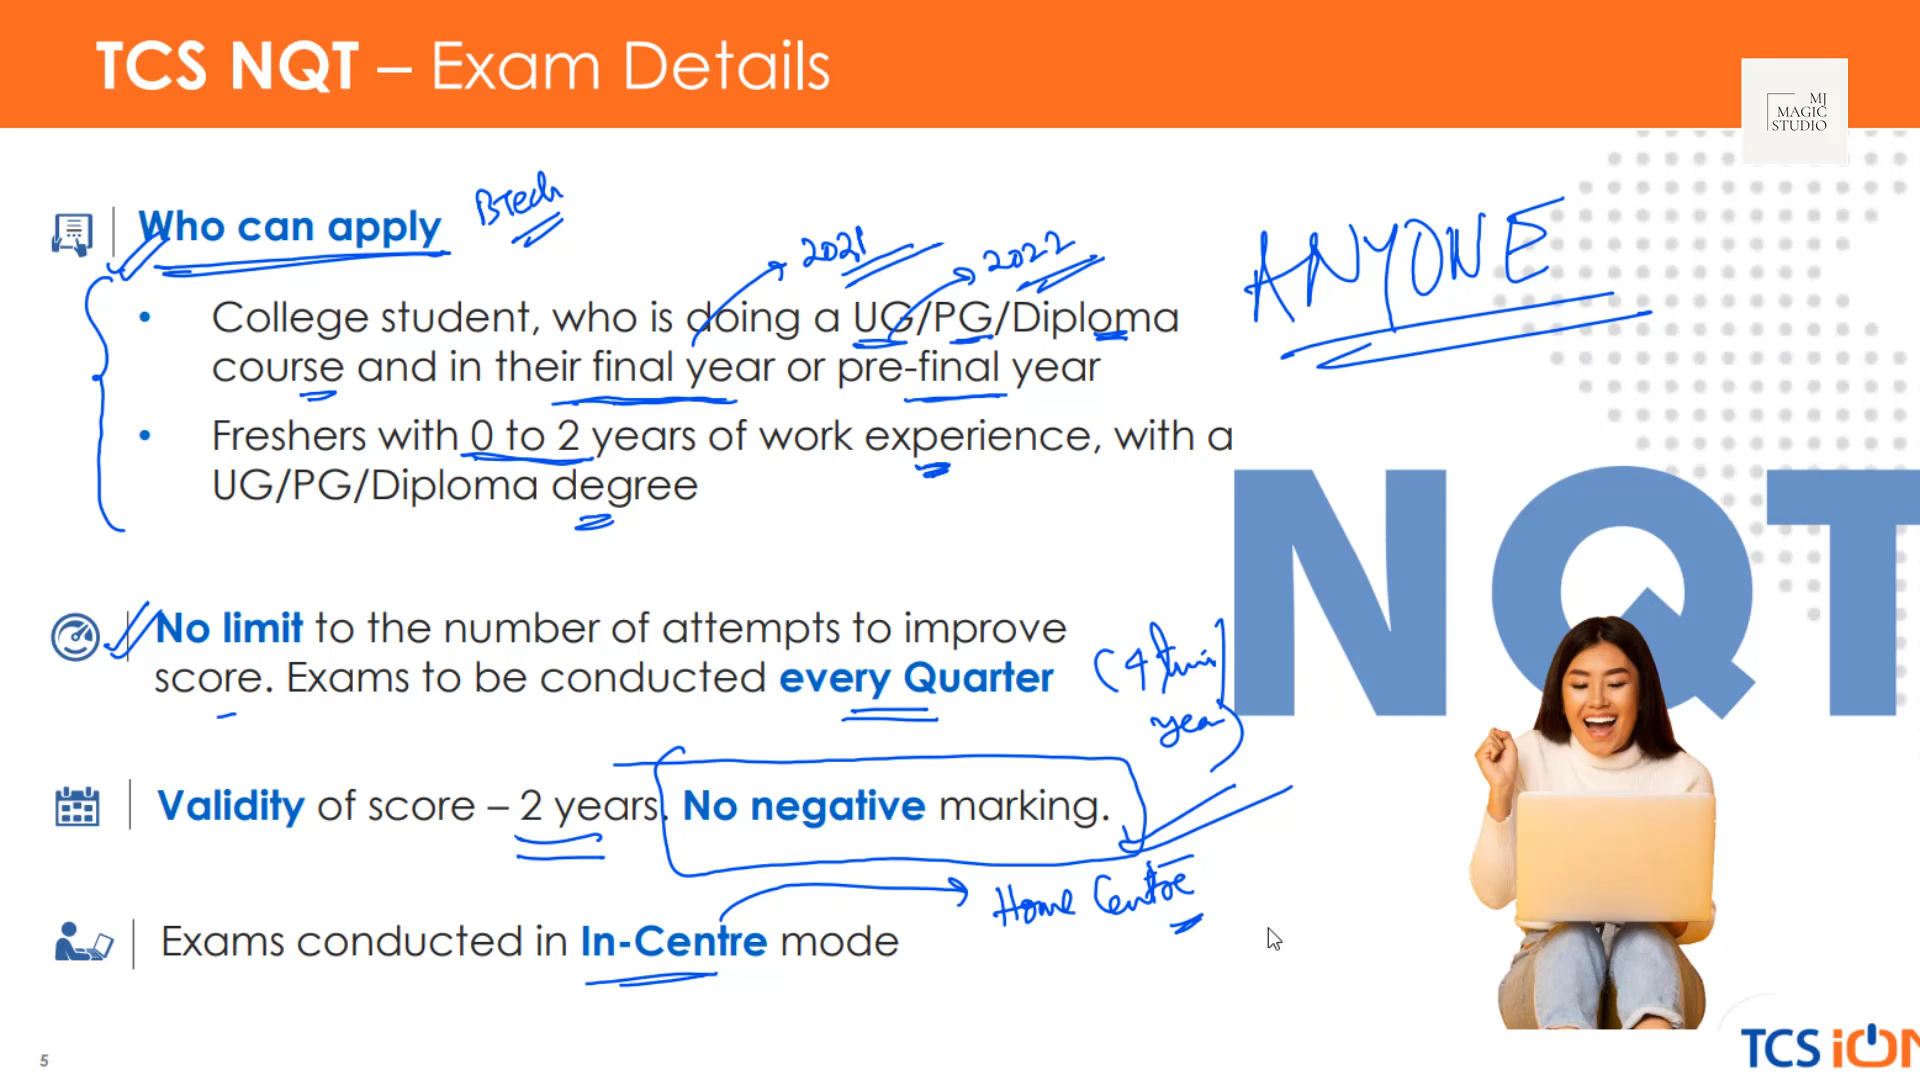 TCS NQT – Exam Details
MJ
MAGIC
STUDIO
Who can apply
BTech
2021
2022
ANYONE
• College student, who is doing a UG/PG/Diploma
course and in their final year or pre-final year
• Freshers with 0 to 2 years of work experience, with a
UG/PG/Diploma degree
NQT
No limit to the number of attempts to improve
score. Exams to be conducted every Quarter
(4
year)
Validity of score – 2 years. No negative marking.
Home Centre
Exams conducted in In-Centre mode
5
TCS iON